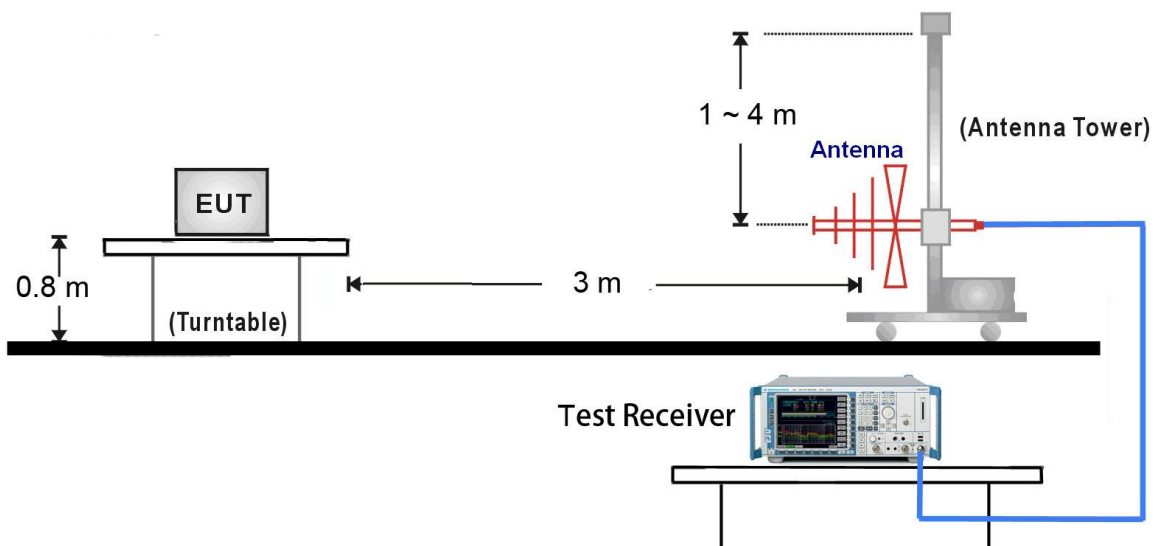 1 ~ 4 m
(Antenna Tower)
Antenna
EUT
0.8 m
3 m
(Turntable)
Test Receiver